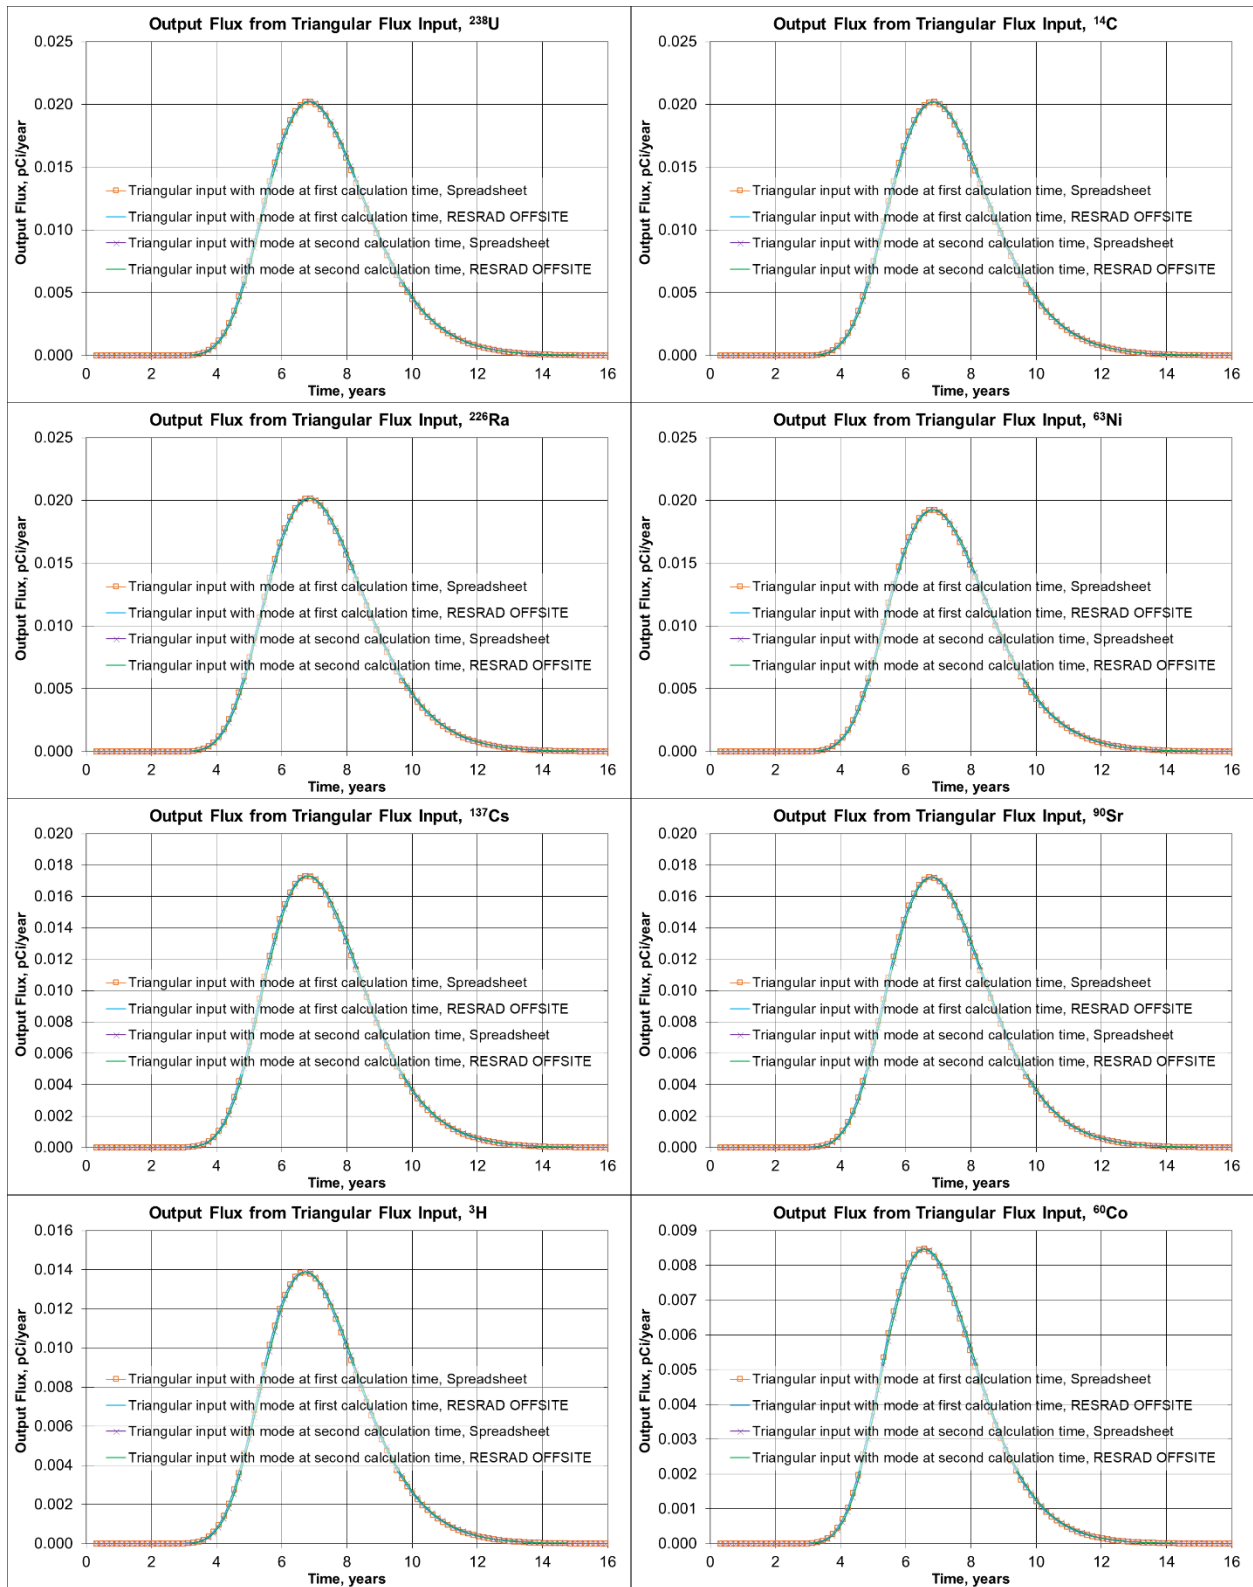 Output Flux from Triangular Flux Input, ²³⁸U
Output Flux, pCi/year
0.025
0.020
0.015
0.010
0.005
0.000
Triangular input with mode at first calculation time, Spreadsheet
Triangular input with mode at first calculation time, RESRAD OFFSITE
Triangular input with mode at second calculation time, Spreadsheet
Triangular input with mode at second calculation time, RESRAD OFFSITE
0 2 4 6 8 10 12 14 16
Time, years
Output Flux from Triangular Flux Input, ¹⁴C
Output Flux, pCi/year
0.025
0.020
0.015
0.010
0.005
0.000
Triangular input with mode at first calculation time, Spreadsheet
Triangular input with mode at first calculation time, RESRAD OFFSITE
Triangular input with mode at second calculation time, Spreadsheet
Triangular input with mode at second calculation time, RESRAD OFFSITE
0 2 4 6 8 10 12 14 16
Time, years
Output Flux from Triangular Flux Input, ²²⁶Ra
Output Flux, pCi/year
0.025
0.020
0.015
0.010
0.005
0.000
Triangular input with mode at first calculation time, Spreadsheet
Triangular input with mode at first calculation time, RESRAD OFFSITE
Triangular input with mode at second calculation time, Spreadsheet
Triangular input with mode at second calculation time, RESRAD OFFSITE
0 2 4 6 8 10 12 14 16
Time, years
Output Flux from Triangular Flux Input, ⁶³Ni
Output Flux, pCi/year
0.025
0.020
0.015
0.010
0.005
0.000
Triangular input with mode at first calculation time, Spreadsheet
Triangular input with mode at first calculation time, RESRAD OFFSITE
Triangular input with mode at second calculation time, Spreadsheet
Triangular input with mode at second calculation time, RESRAD OFFSITE
0 2 4 6 8 10 12 14 16
Time, years
Output Flux from Triangular Flux Input, ¹³⁷Cs
Output Flux, pCi/year
0.020
0.018
0.016
0.014
0.012
0.010
0.008
0.006
0.004
0.002
0.000
Triangular input with mode at first calculation time, Spreadsheet
Triangular input with mode at first calculation time, RESRAD OFFSITE
Triangular input with mode at second calculation time, Spreadsheet
Triangular input with mode at second calculation time, RESRAD OFFSITE
0 2 4 6 8 10 12 14 16
Time, years
Output Flux from Triangular Flux Input, ⁹⁰Sr
Output Flux, pCi/year
0.020
0.018
0.016
0.014
0.012
0.010
0.008
0.006
0.004
0.002
0.000
Triangular input with mode at first calculation time, Spreadsheet
Triangular input with mode at first calculation time, RESRAD OFFSITE
Triangular input with mode at second calculation time, Spreadsheet
Triangular input with mode at second calculation time, RESRAD OFFSITE
0 2 4 6 8 10 12 14 16
Time, years
Output Flux from Triangular Flux Input, ³H
Output Flux, pCi/year
0.016
0.014
0.012
0.010
0.008
0.006
0.004
0.002
0.000
Triangular input with mode at first calculation time, Spreadsheet
Triangular input with mode at first calculation time, RESRAD OFFSITE
Triangular input with mode at second calculation time, Spreadsheet
Triangular input with mode at second calculation time, RESRAD OFFSITE
0 2 4 6 8 10 12 14 16
Time, years
Output Flux from Triangular Flux Input, ⁶⁰Co
Output Flux, pCi/year
0.009
0.008
0.007
0.006
0.005
0.004
0.003
0.002
0.001
0.000
Triangular input with mode at first calculation time, Spreadsheet
Triangular input with mode at first calculation time, RESRAD OFFSITE
Triangular input with mode at second calculation time, Spreadsheet
Triangular input with mode at second calculation time, RESRAD OFFSITE
0 2 4 6 8 10 12 14 16
Time, years